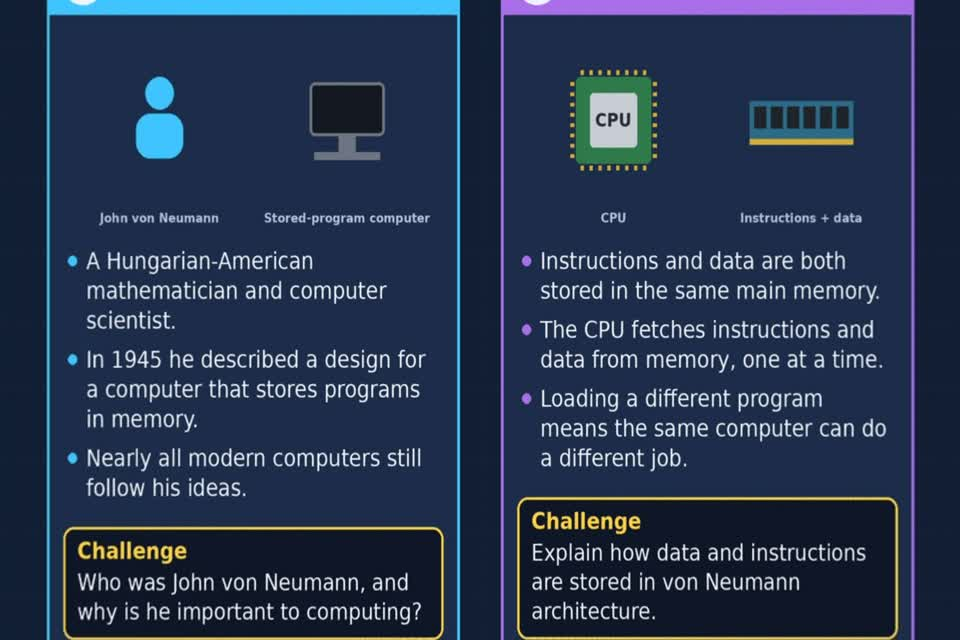 John von Neumann
Stored-program computer
A Hungarian-American
mathematician and computer
scientist.
In 1945 he described a design for
a computer that stores programs
in memory.
Nearly all modern computers still
follow his ideas.
Challenge
Who was John von Neumann, and
why is he important to computing?
CPU
CPU
Instructions + data
Instructions and data are both
stored in the same main memory.
The CPU fetches instructions and
data from memory, one at a time.
Loading a different program
means the same computer can do
a different job.
Challenge
Explain how data and instructions
are stored in von Neumann
architecture.